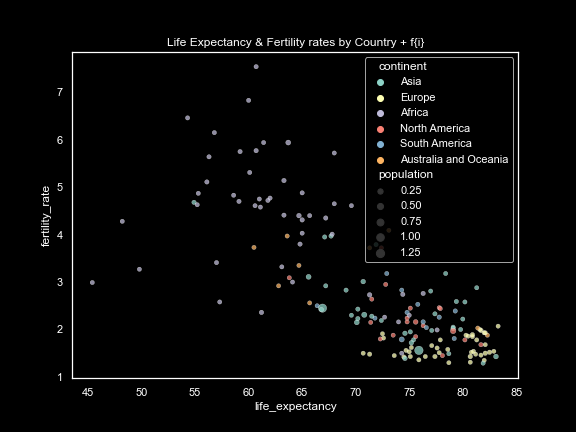 Life Expectancy & Fertility rates by Country + f{i}
fertility_rate
7
6
5
4
3
2
1
continent
Asia
Europe
Africa
North America
South America
Australia and Oceania
population
0.25
0.50
0.75
1.00
1.25
45 50 55 60 65 70 75 80 85
life_expectancy